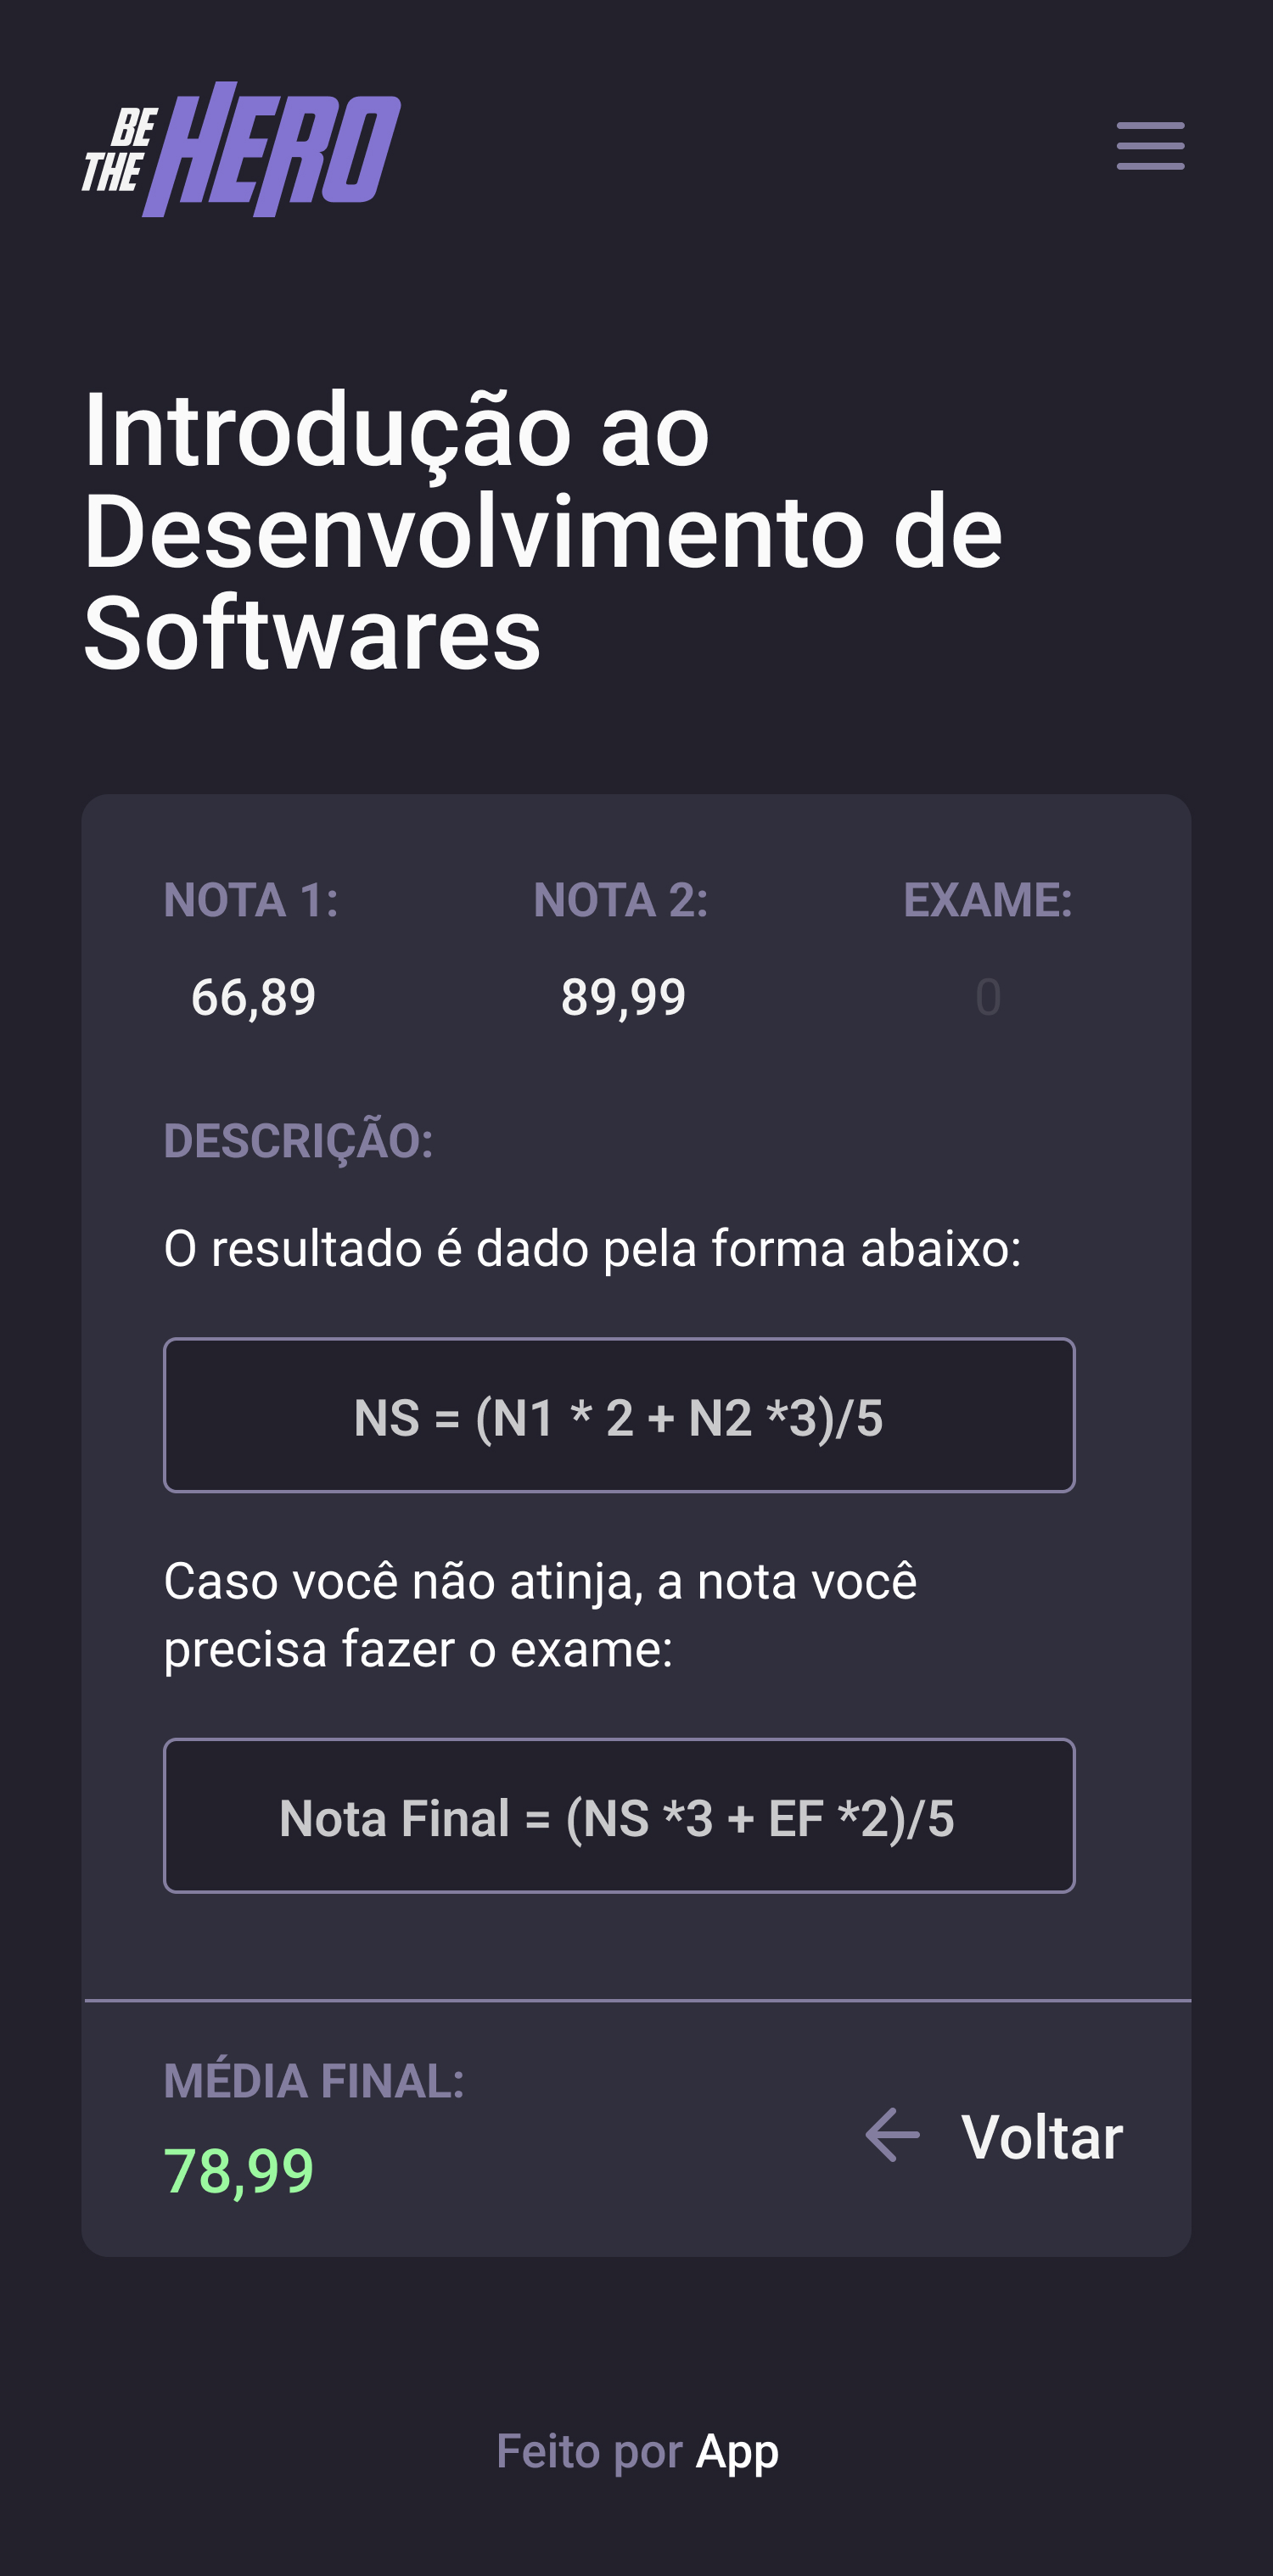 BE
THE HERO
Introdução ao
Desenvolvimento de
Softwares
NOTA 1: NOTA 2: EXAME:
66,89 89,99 0
DESCRIÇÃO:
O resultado é dado pela forma abaixo:
NS = (N1 * 2 + N2 *3)/5
Caso você não atinja, a nota você
precisa fazer o exame:
Nota Final = (NS *3 + EF *2)/5
MÉDIA FINAL:
78,99
Voltar
Feito por App